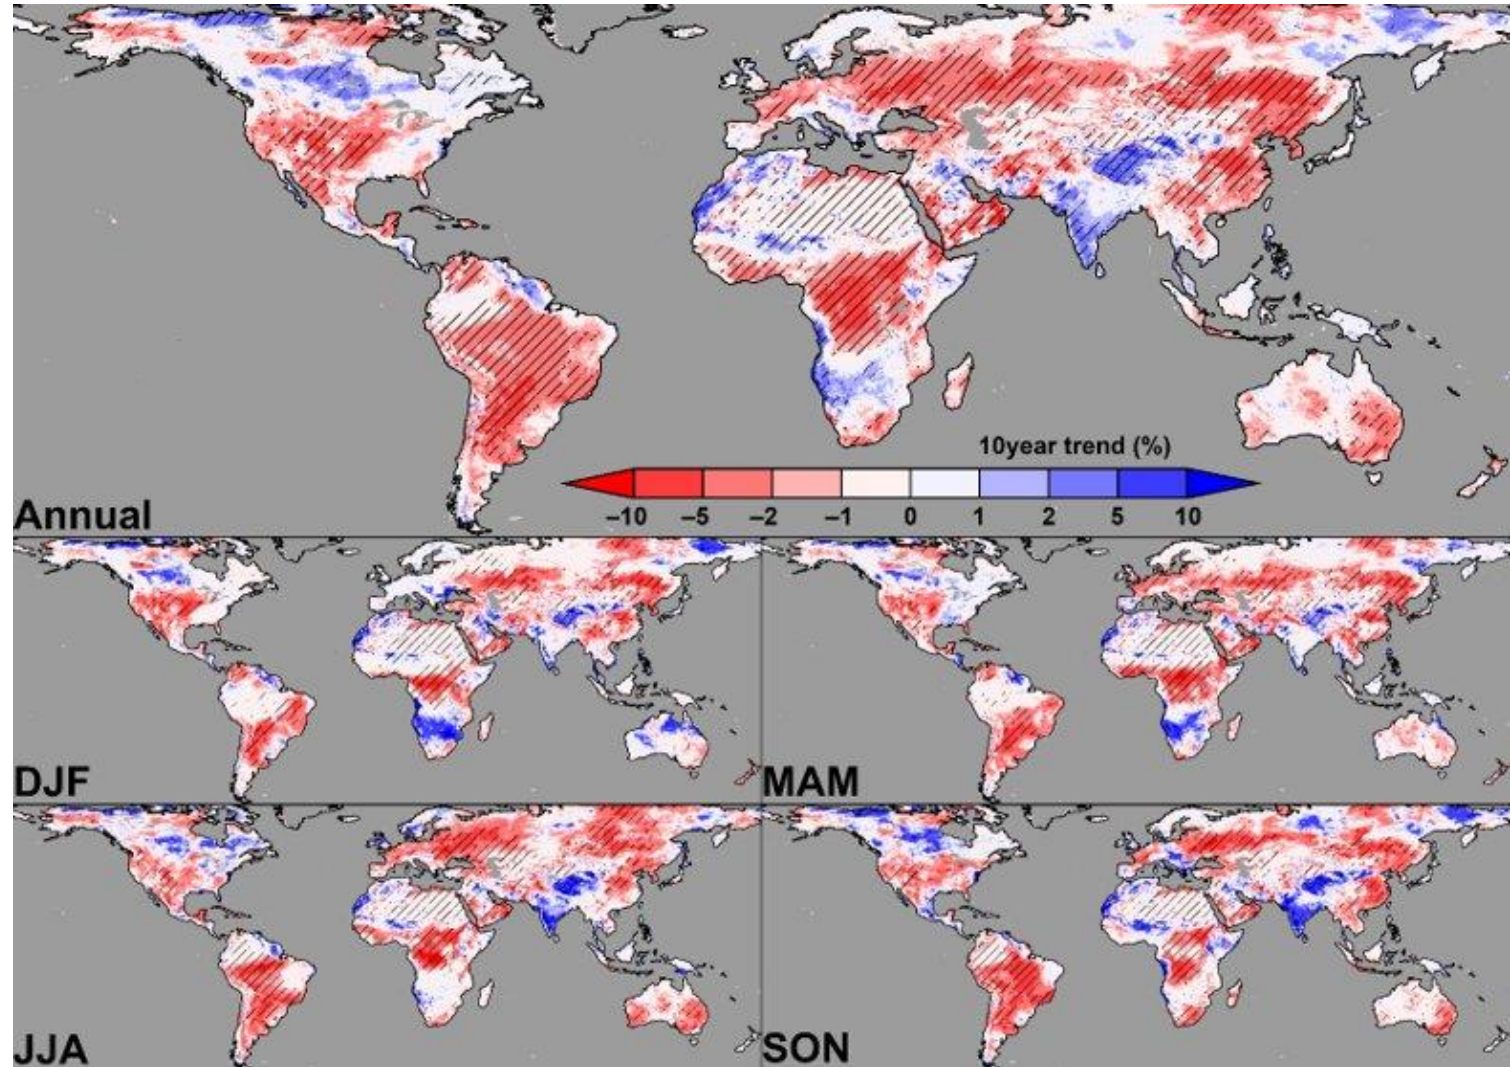 10year trend (%)
–10 –5 –2 –1 0 1 2 5 10
Annual
DJF MAM
JJA SON